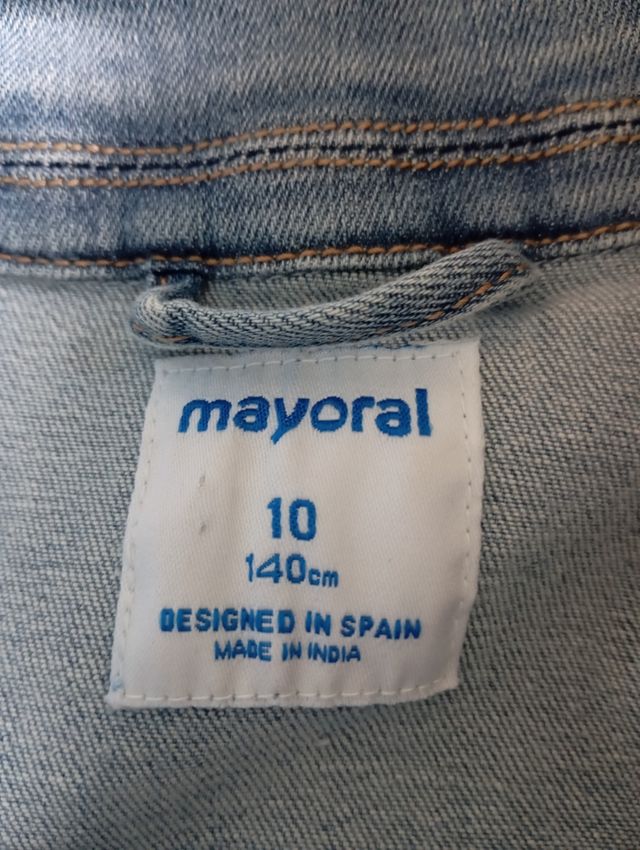 mayoral
10
140cm
DESIGNED IN SPAIN
MADE IN INDIA